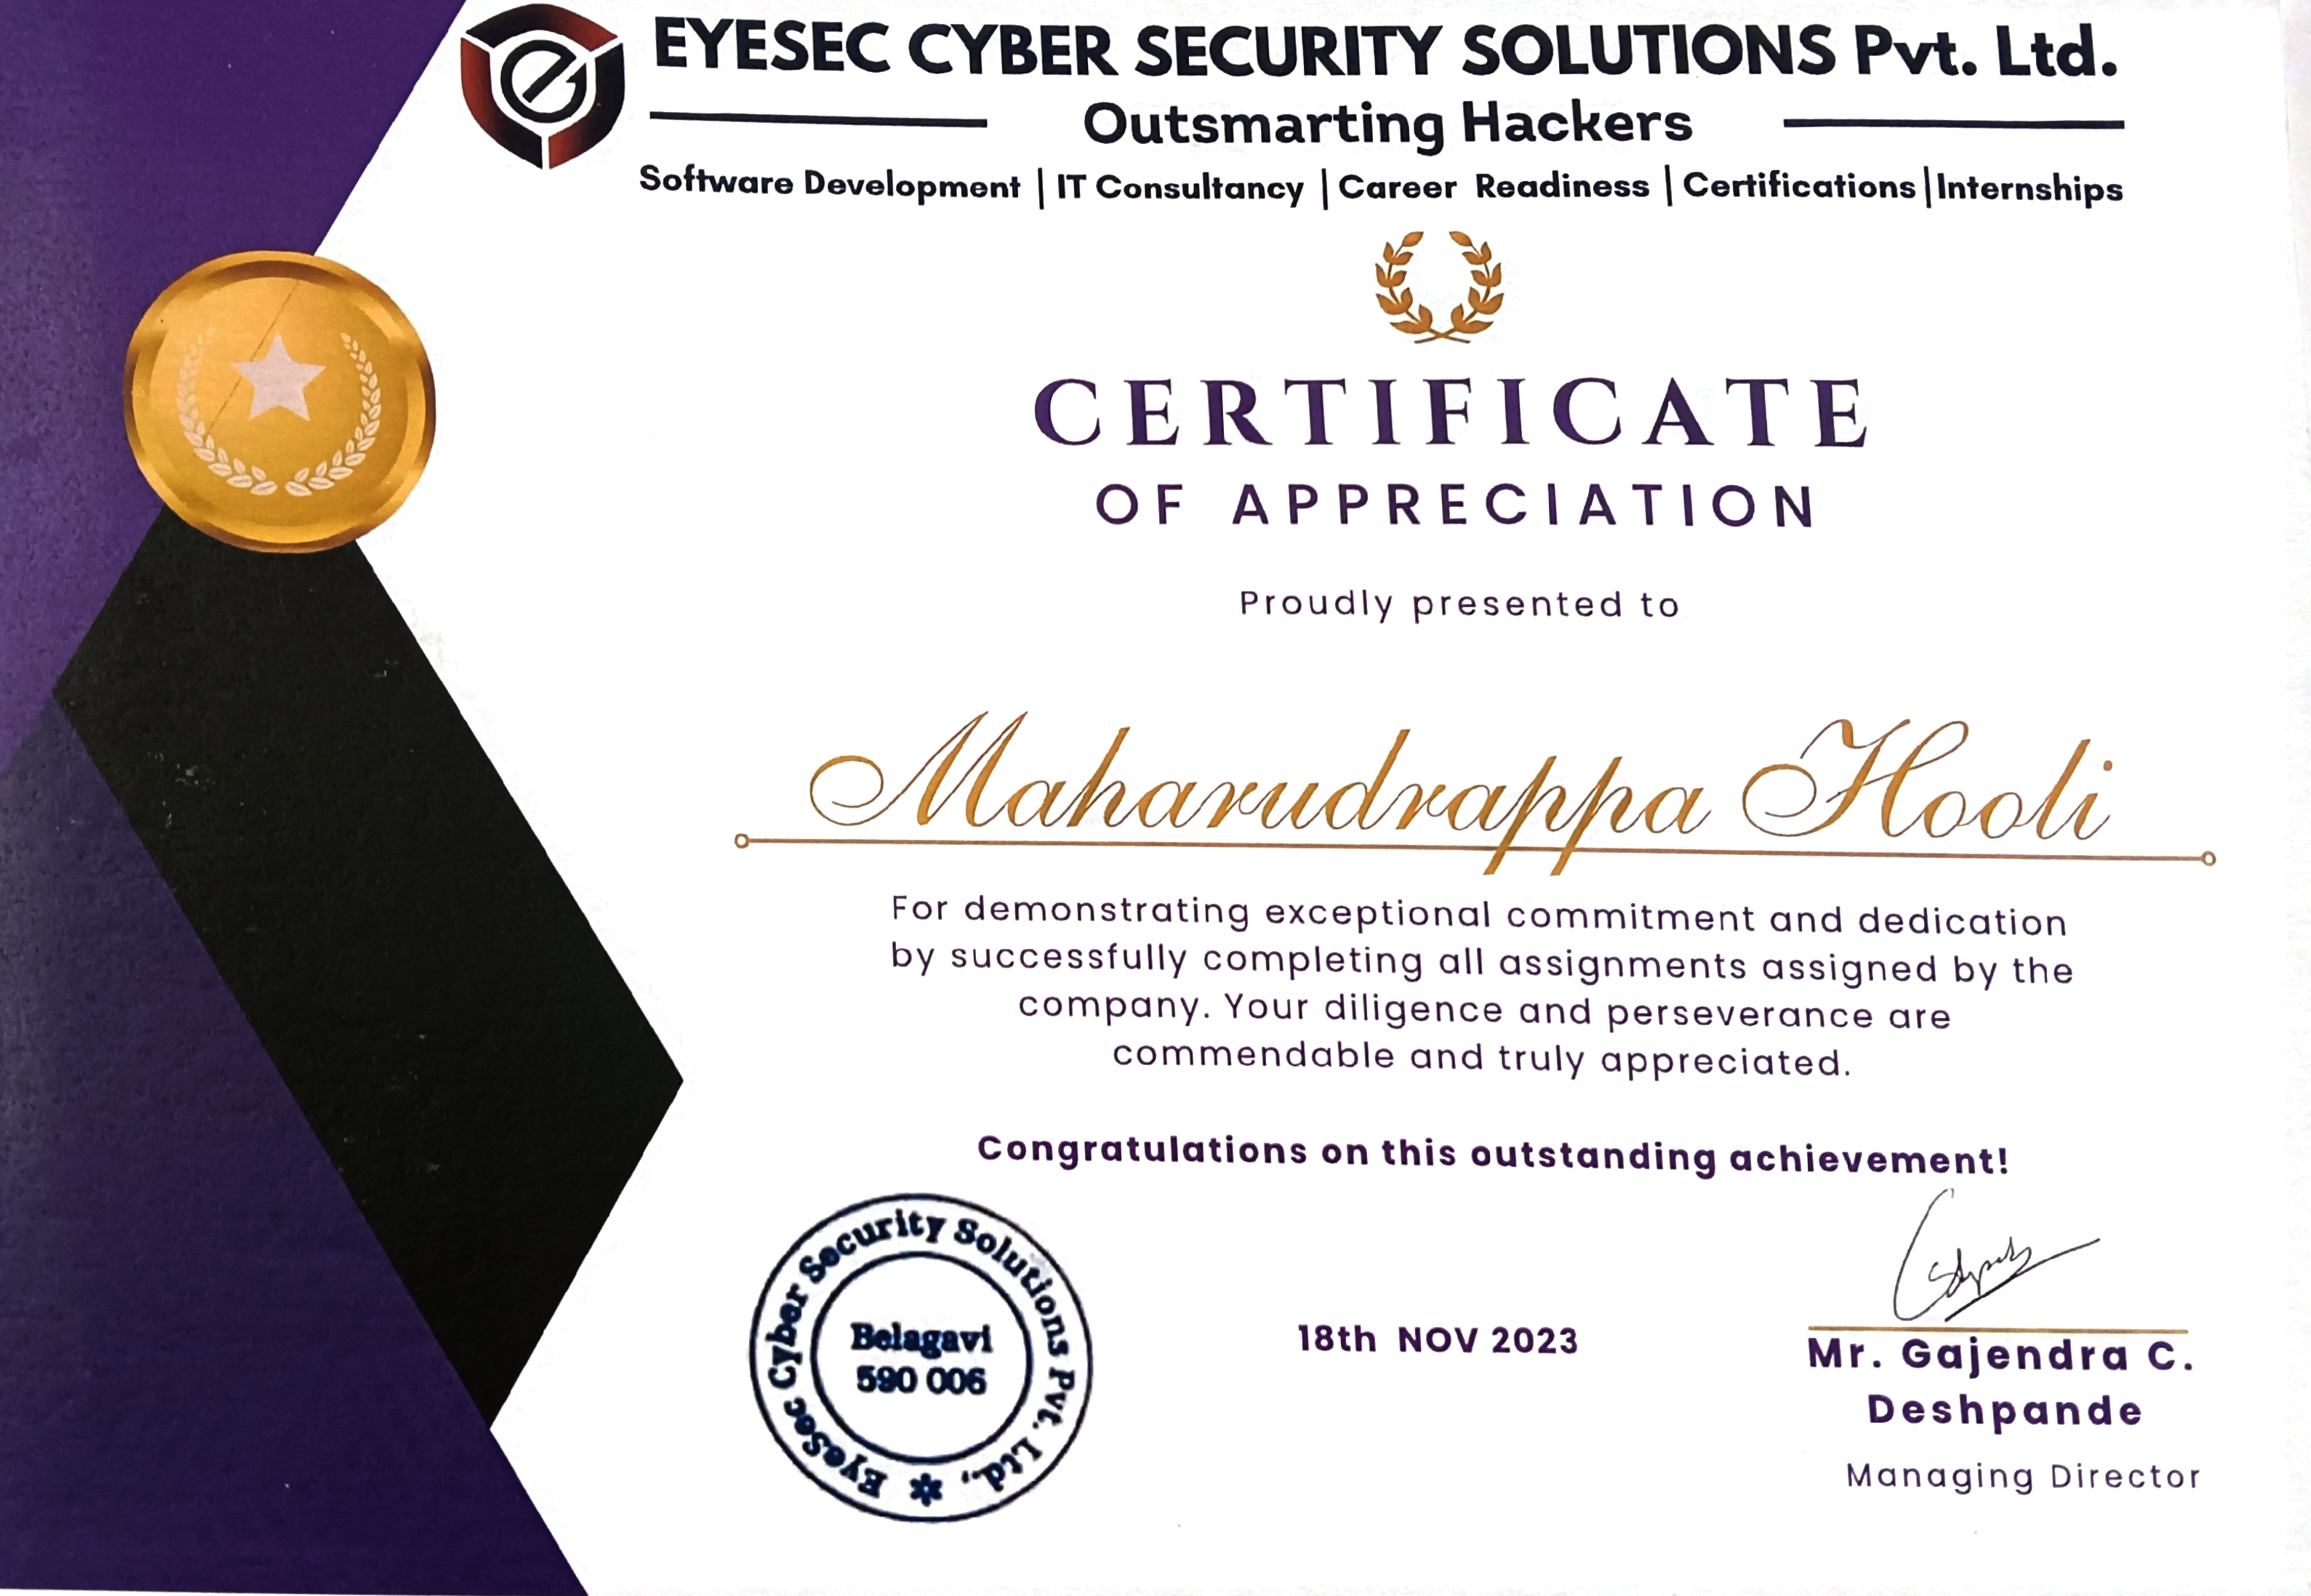 EYESEC CYBER SECURITY SOLUTIONS Pvt. Ltd.
Outsmarting Hackers
Software Development | IT Consultancy | Career Readiness | Certifications | Internships
CERTIFICATE
OF APPRECIATION
Proudly presented to
Maharudrappa Hooli
For demonstrating exceptional commitment and dedication
by successfully completing all assignments assigned by the
company. Your diligence and perseverance are
commendable and truly appreciated.
Congratulations on this outstanding achievement!
EyeSec Cyber Security Solutions Pvt. Ltd.,
Belagavi
590 006
18th NOV 2023
Mr. Gajendra C.
Deshpande
Managing Director